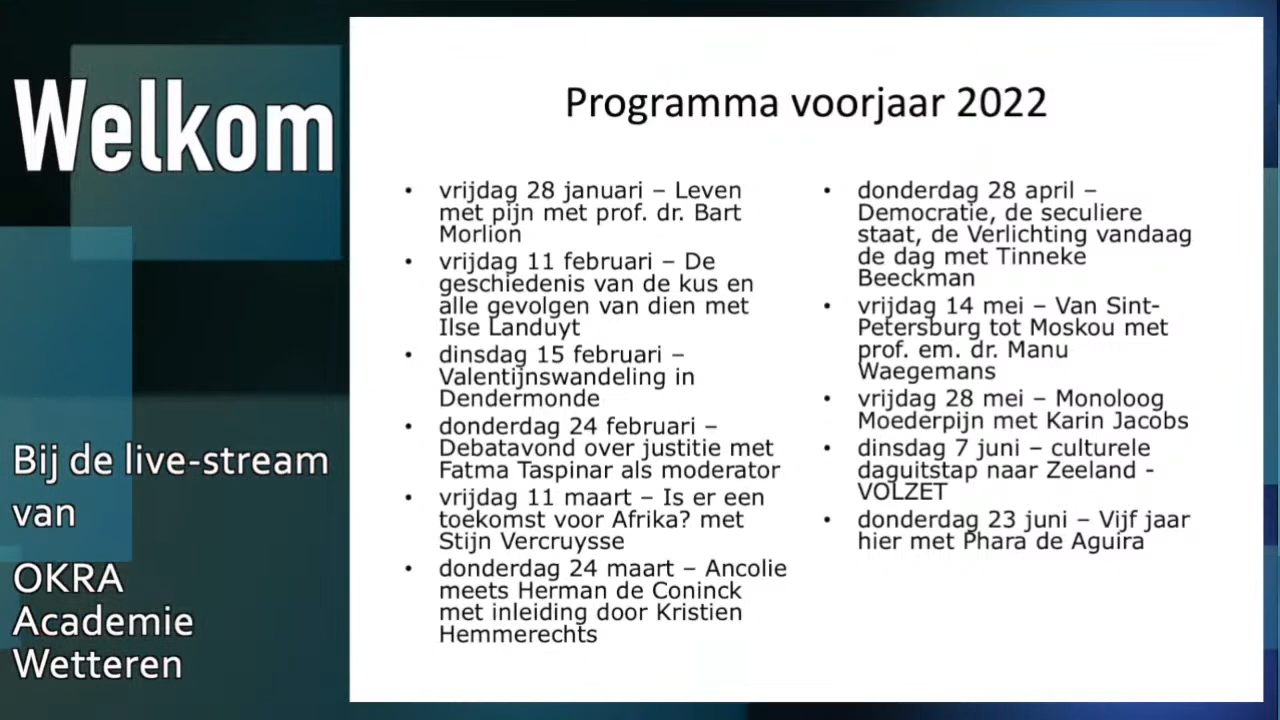 Welkom
Bij de live-stream
van
OKRA
Academie
Wetteren
Programma voorjaar 2022
• vrijdag 28 januari – Leven
met pijn met prof. dr. Bart
Morlion
• vrijdag 11 februari – De
geschiedenis van de kus en
alle gevolgen van dien met
Ilse Landuyt
• dinsdag 15 februari –
Valentijnswandeling in
Dendermonde
• donderdag 24 februari –
Debatavond over justitie met
Fatma Taspinar als moderator
• vrijdag 11 maart – Is er een
toekomst voor Afrika? met
Stijn Vercruysse
• donderdag 24 maart – Ancolie
meets Herman de Coninck
met inleiding door Kristien
Hemmerechts
• donderdag 28 april –
Democratie, de seculiere
staat, de Verlichting vandaag
de dag met Tinneke
Beeckman
• vrijdag 14 mei – Van Sint-
Petersburg tot Moskou met
prof. em. dr. Manu
Waegemans
• vrijdag 28 mei – Monoloog
Moederpijn met Karin Jacobs
• dinsdag 7 juni – culturele
daguitstap naar Zeeland -
VOLZET
• donderdag 23 juni – Vijf jaar
hier met Phara de Aguira